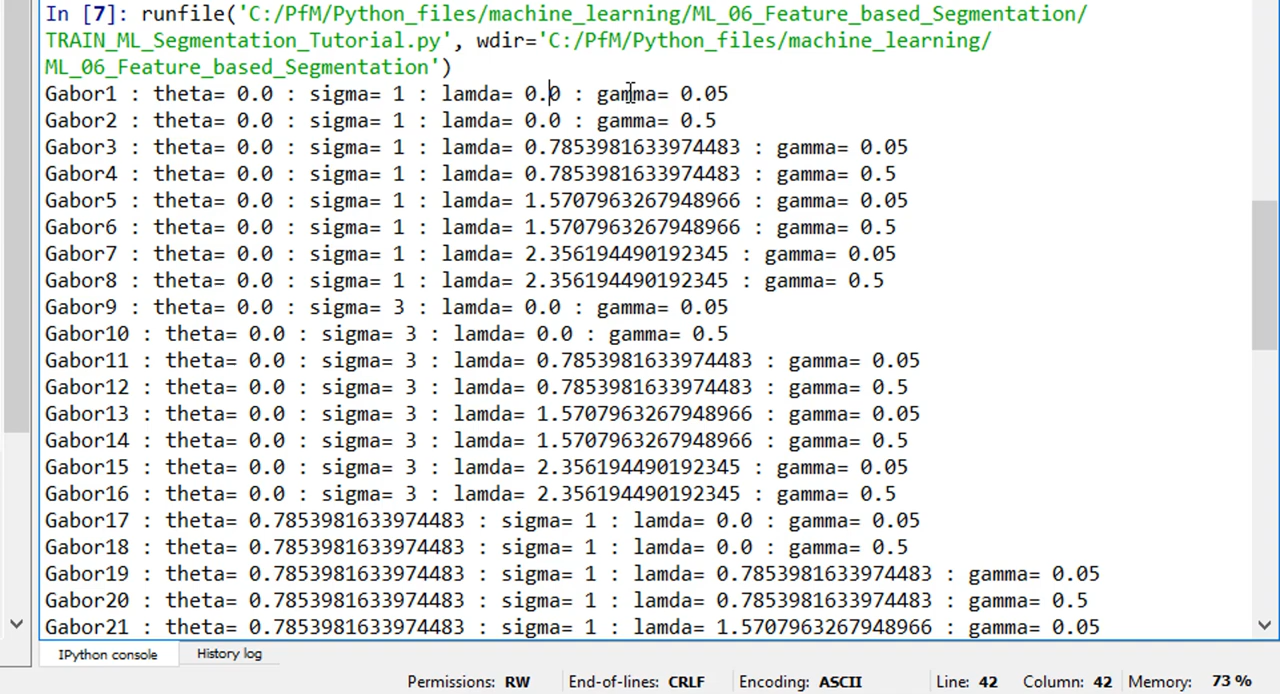 In [7]: runfile('C:/PfM/Python_files/machine_learning/ML_06_Feature_based_Segmentation/
TRAIN_ML_Segmentation_Tutorial.py', wdir='C:/PfM/Python_files/machine_learning/
ML_06_Feature_based_Segmentation')
Gabor1 : theta= 0.0 : sigma= 1 : lamda= 0.0 : gamma= 0.05
Gabor2 : theta= 0.0 : sigma= 1 : lamda= 0.0 : gamma= 0.5
Gabor3 : theta= 0.0 : sigma= 1 : lamda= 0.7853981633974483 : gamma= 0.05
Gabor4 : theta= 0.0 : sigma= 1 : lamda= 0.7853981633974483 : gamma= 0.5
Gabor5 : theta= 0.0 : sigma= 1 : lamda= 1.5707963267948966 : gamma= 0.05
Gabor6 : theta= 0.0 : sigma= 1 : lamda= 1.5707963267948966 : gamma= 0.5
Gabor7 : theta= 0.0 : sigma= 1 : lamda= 2.356194490192345 : gamma= 0.05
Gabor8 : theta= 0.0 : sigma= 1 : lamda= 2.356194490192345 : gamma= 0.5
Gabor9 : theta= 0.0 : sigma= 3 : lamda= 0.0 : gamma= 0.05
Gabor10 : theta= 0.0 : sigma= 3 : lamda= 0.0 : gamma= 0.5
Gabor11 : theta= 0.0 : sigma= 3 : lamda= 0.7853981633974483 : gamma= 0.05
Gabor12 : theta= 0.0 : sigma= 3 : lamda= 0.7853981633974483 : gamma= 0.5
Gabor13 : theta= 0.0 : sigma= 3 : lamda= 1.5707963267948966 : gamma= 0.05
Gabor14 : theta= 0.0 : sigma= 3 : lamda= 1.5707963267948966 : gamma= 0.5
Gabor15 : theta= 0.0 : sigma= 3 : lamda= 2.356194490192345 : gamma= 0.05
Gabor16 : theta= 0.0 : sigma= 3 : lamda= 2.356194490192345 : gamma= 0.5
Gabor17 : theta= 0.7853981633974483 : sigma= 1 : lamda= 0.0 : gamma= 0.05
Gabor18 : theta= 0.7853981633974483 : sigma= 1 : lamda= 0.0 : gamma= 0.5
Gabor19 : theta= 0.7853981633974483 : sigma= 1 : lamda= 0.7853981633974483 : gamma= 0.05
Gabor20 : theta= 0.7853981633974483 : sigma= 1 : lamda= 0.7853981633974483 : gamma= 0.5
Gabor21 : theta= 0.7853981633974483 : sigma= 1 : lamda= 1.5707963267948966 : gamma= 0.05
IPython console History log
Permissions: RW End-of-lines: CRLF Encoding: ASCII Line: 42 Column: 42 Memory: 73 %